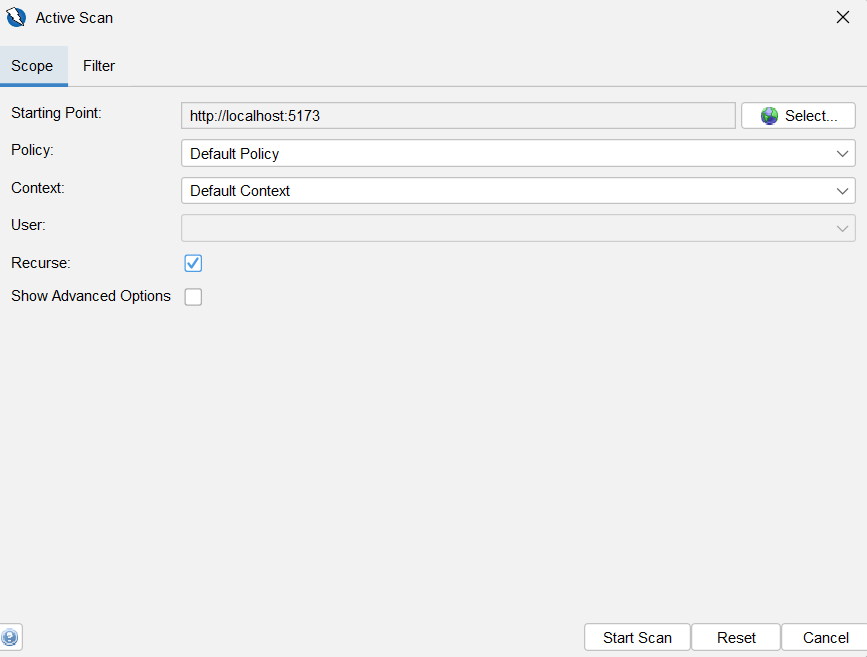 Active Scan
Scope Filter
Starting Point: http://localhost:5173 Select...
Policy: Default Policy
Context: Default Context
User:
Recurse:
Show Advanced Options
Start Scan Reset Cancel